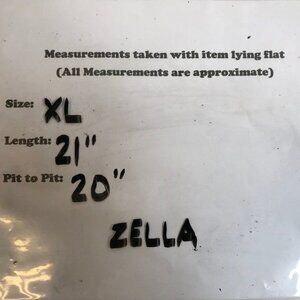 Measurements taken with item lying flat
(All Measurements are approximate)
Size: XL
Length: 21"
Pit to Pit: 20"
ZELLA